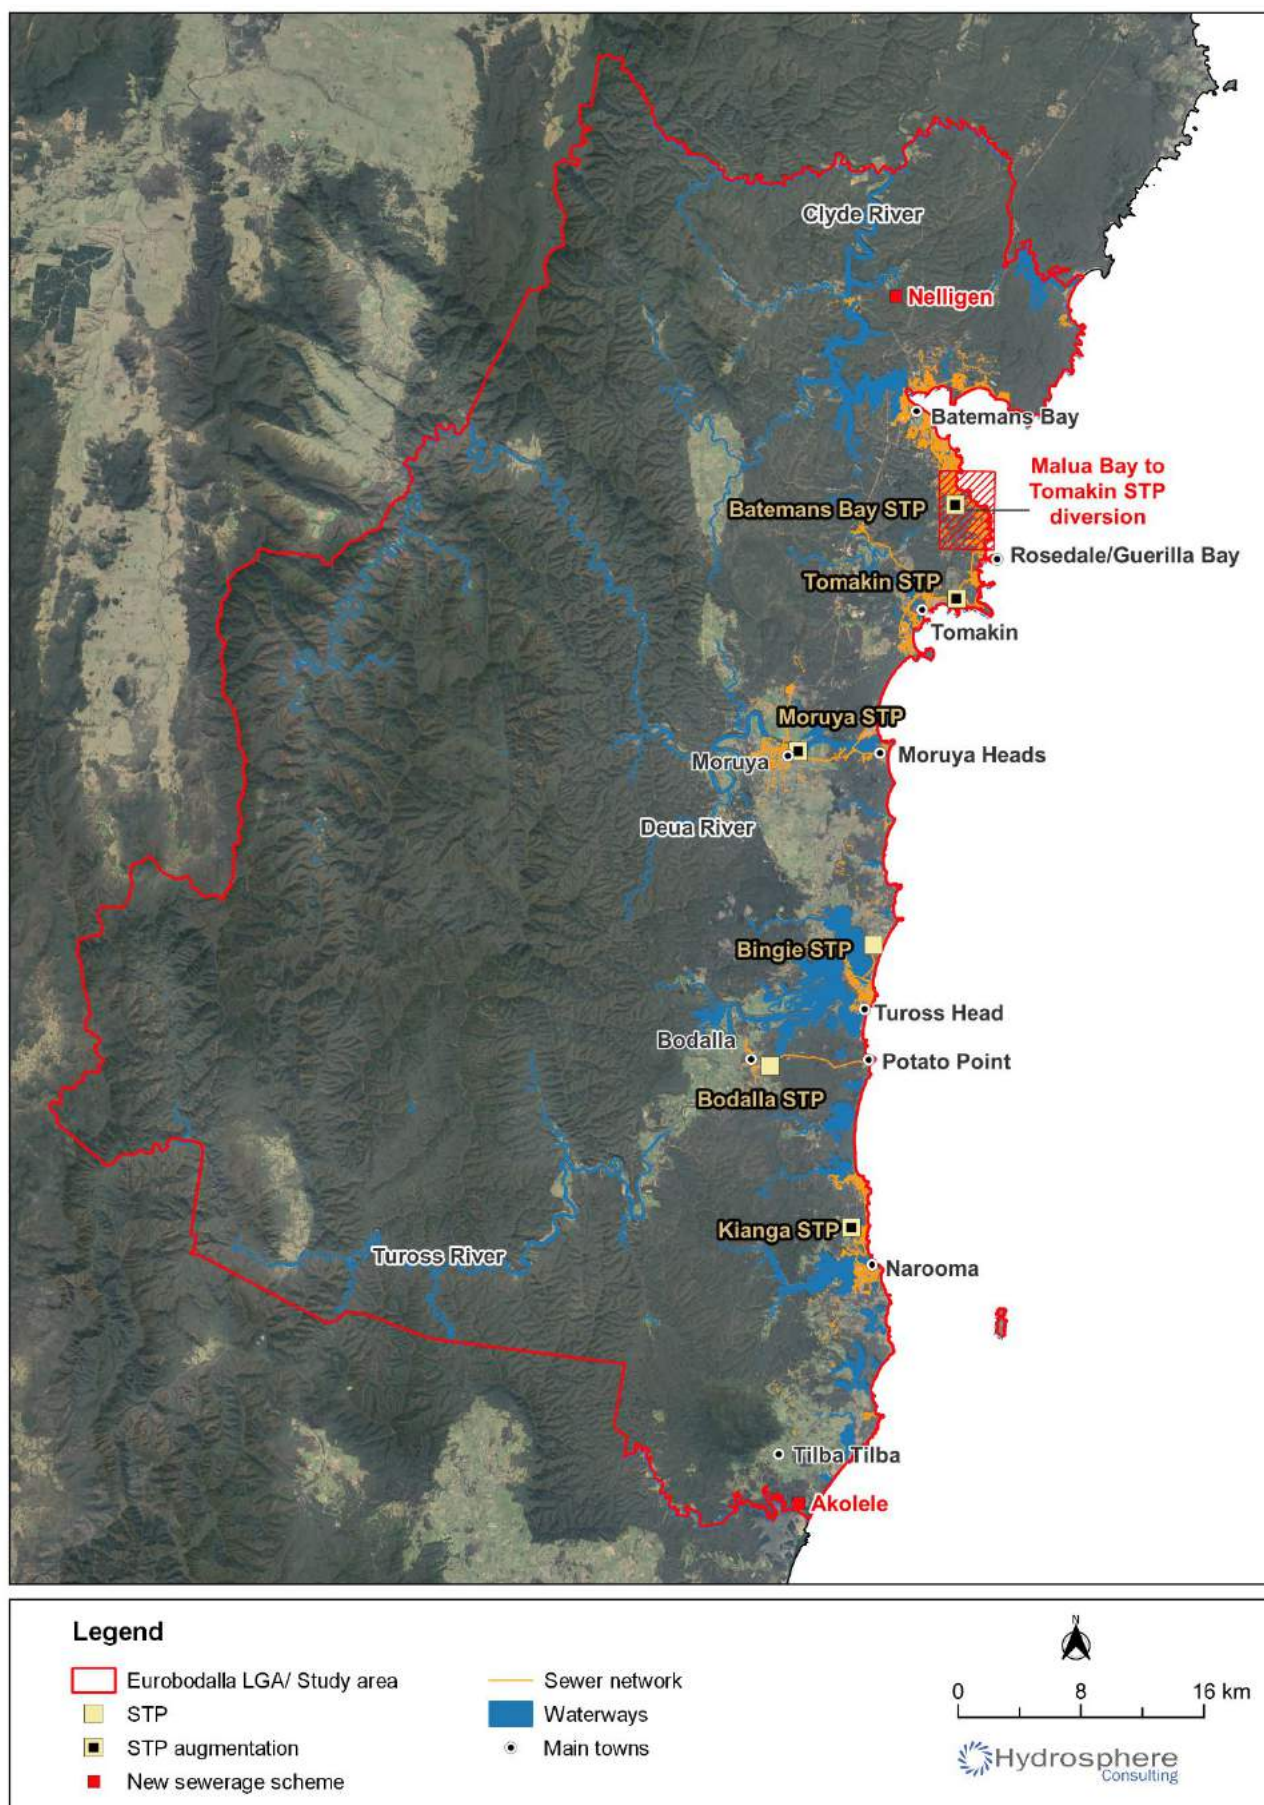 Clyde River
Nelligen
Batemans Bay
Malua Bay to
Tomakin STP
diversion
Batemans Bay STP
Rosedale/Guerilla Bay
Tomakin STP
Tomakin
Moruya STP
Moruya
Moruya Heads
Deua River
Bingie STP
Tuross Head
Bodalla
Potato Point
Bodalla STP
Kianga STP
Tuross River
Narooma
Tilba Tilba
Akolele
Legend
Eurobodalla LGA/ Study area
STP
STP augmentation
New sewerage scheme
Sewer network
Waterways
Main towns
N
0 8 16 km
Hydrosphere
Consulting